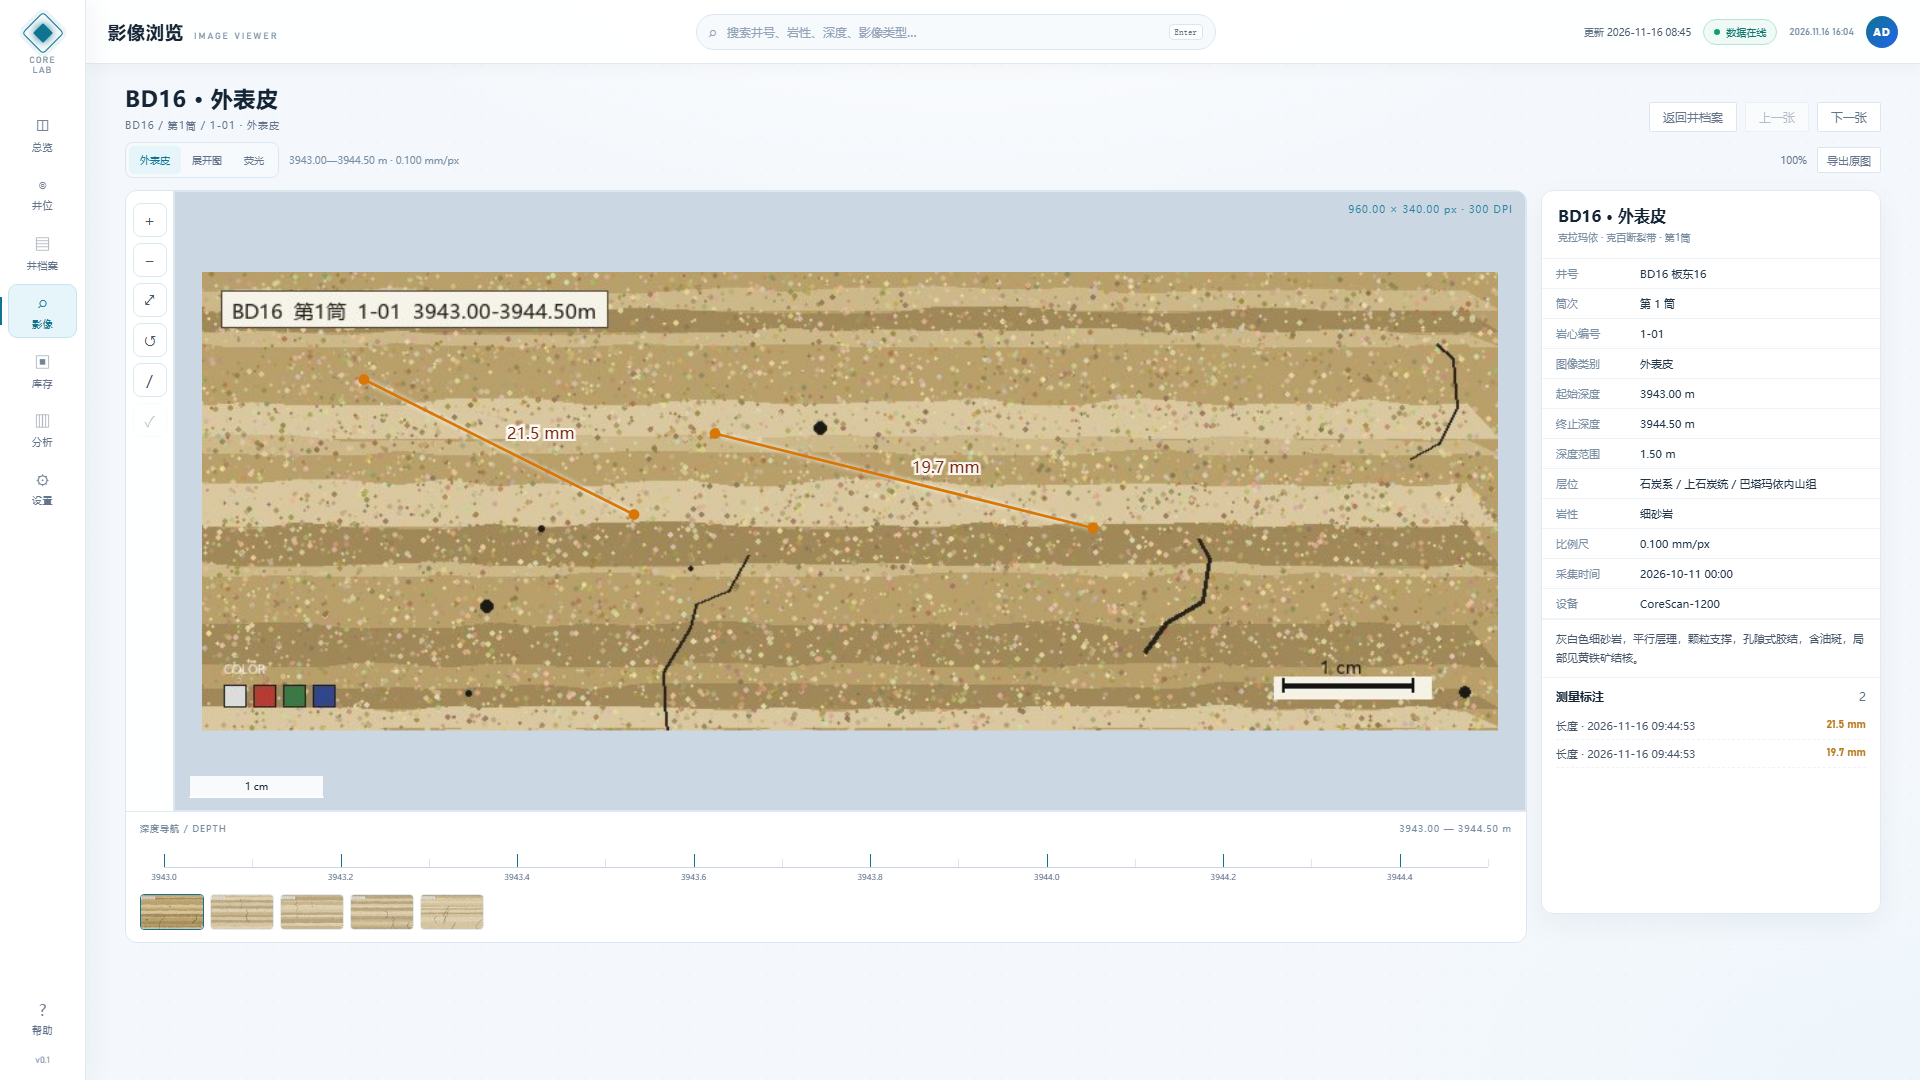 CORE
LAB
总览
井位
井档案
影像
库存
分析
设置
帮助
v0.1
影像浏览 IMAGE VIEWER
搜索井号、岩性、深度、影像类型... Enter
更新 2026-11-16 08:45 数据在线 2026.11.16 16:04 AD
BD16 • 外表皮
BD16 / 第1筒 / 1-01 · 外表皮
返回井档案 上一张 下一张
外表皮 展开图 荧光 3943.00—3944.50 m · 0.100 mm/px
100% 导出原图
960.00 × 340.00 px · 300 DPI
BD16 第1筒 1-01 3943.00-3944.50m
21.5 mm
19.7 mm
COLOR
1 cm
1 cm
深度导航 / DEPTH 3943.00 — 3944.50 m
3943.0 3943.2 3943.4 3943.6 3943.8 3944.0 3944.2 3944.4
BD16 • 外表皮
克拉玛依 · 克百断裂带 · 第1筒
井号 BD16 板东16
筒次 第 1 筒
岩心编号 1-01
图像类别 外表皮
起始深度 3943.00 m
终止深度 3944.50 m
深度范围 1.50 m
层位 石炭系 / 上石炭统 / 巴塔玛依内山组
岩性 细砂岩
比例尺 0.100 mm/px
采集时间 2026-10-11 00:00
设备 CoreScan-1200
灰白色细砂岩，平行层理，颗粒支撑，孔隙式胶结，含油斑，局
部见黄铁矿结核。
测量标注 2
长度 · 2026-11-16 09:44:53 21.5 mm
长度 · 2026-11-16 09:44:53 19.7 mm